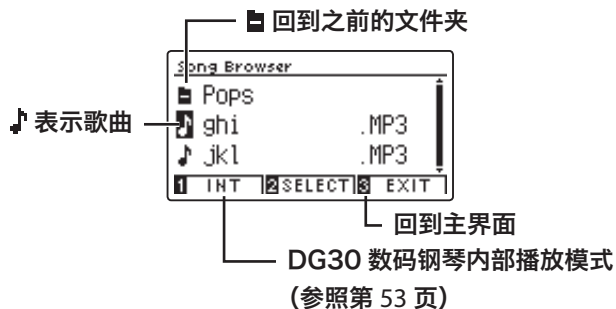 回到之前的文件夹
Song Browser
Pops
♪ 表示歌曲
♪ ghi .MP3
♪ jkl .MP3
1 INT 2 SELECT 3 EXIT
回到主界面
DG30 数码钢琴内部播放模式
(参照第 53 页)